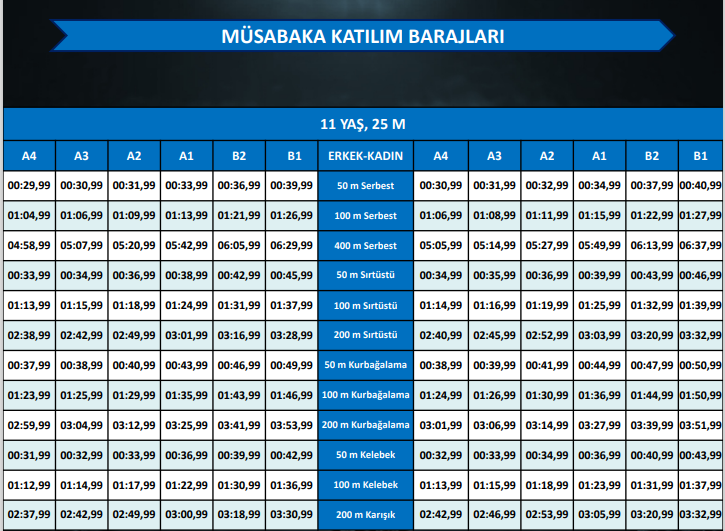 MÜSABAKA KATILIM BARAJLARI
11 YAŞ, 25 M
A4 A3 A2 A1 B2 B1 ERKEK-KADIN A4 A3 A2 A1 B2 B1
00:29,99 00:30,99 00:31,99 00:33,99 00:36,99 00:39,99 50 m Serbest 00:30,99 00:31,99 00:32,99 00:34,99 00:37,99 00:40,99
01:04,99 01:06,99 01:09,99 01:13,99 01:21,99 01:26,99 100 m Serbest 01:06,99 01:08,99 01:11,99 01:15,99 01:22,99 01:27,99
04:58,99 05:07,99 05:20,99 05:42,99 06:05,99 06:29,99 400 m Serbest 05:05,99 05:14,99 05:27,99 05:49,99 06:13,99 06:37,99
00:33,99 00:34,99 00:36,99 00:38,99 00:42,99 00:45,99 50 m Sırtüstü 00:34,99 00:35,99 00:36,99 00:39,99 00:43,99 00:46,99
01:13,99 01:15,99 01:18,99 01:24,99 01:31,99 01:37,99 100 m Sırtüstü 01:14,99 01:16,99 01:19,99 01:25,99 01:32,99 01:39,99
02:38,99 02:42,99 02:49,99 03:01,99 03:16,99 03:28,99 200 m Sırtüstü 02:40,99 02:45,99 02:52,99 03:03,99 03:20,99 03:32,99
00:37,99 00:38,99 00:40,99 00:43,99 00:46,99 00:49,99 50 m Kurbağalama 00:38,99 00:39,99 00:41,99 00:44,99 00:47,99 00:50,99
01:23,99 01:25,99 01:29,99 01:35,99 01:43,99 01:46,99 100 m Kurbağalama 01:24,99 01:26,99 01:30,99 01:36,99 01:44,99 01:50,99
02:59,99 03:04,99 03:12,99 03:25,99 03:41,99 03:53,99 200 m Kurbağalama 03:01,99 03:06,99 03:14,99 03:27,99 03:39,99 03:51,99
00:31,99 00:32,99 00:33,99 00:36,99 00:39,99 00:42,99 50 m Kelebek 00:32,99 00:33,99 00:34,99 00:36,99 00:40,99 00:43,99
01:12,99 01:14,99 01:17,99 01:22,99 01:30,99 01:36,99 100 m Kelebek 01:13,99 01:15,99 01:18,99 01:23,99 01:31,99 01:37,99
02:37,99 02:42,99 02:49,99 03:00,99 03:18,99 03:30,99 200 m Karışık 02:42,99 02:46,99 02:53,99 03:05,99 03:20,99 03:32,99